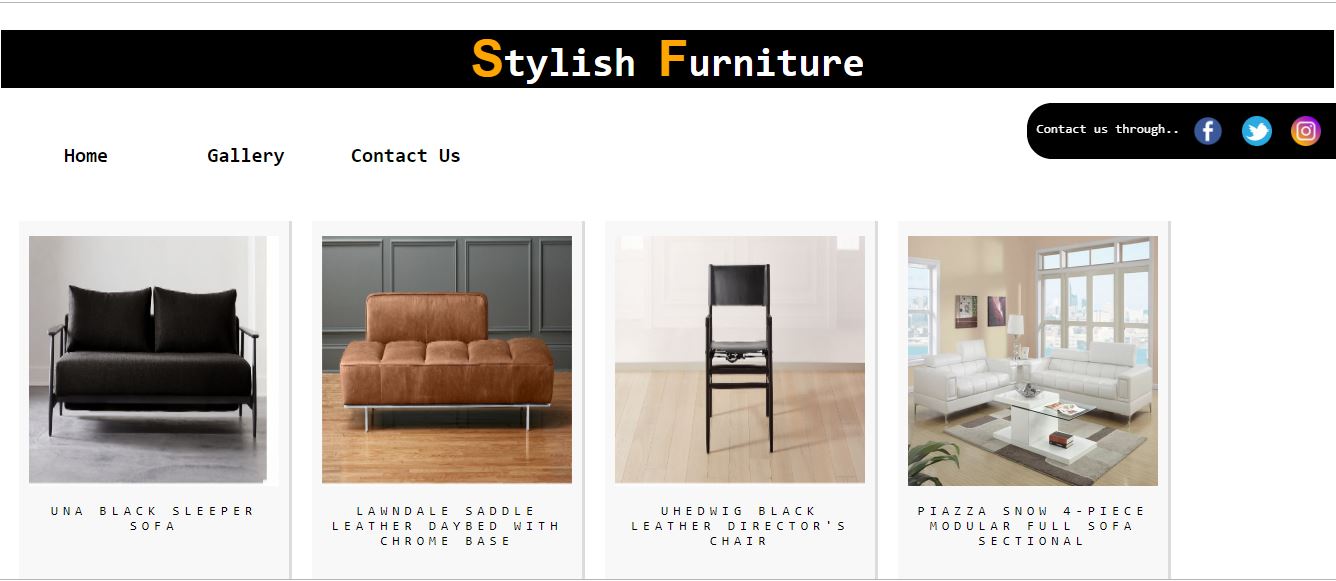 Stylish Furniture
Contact us through..
Home Gallery Contact Us
UNA BLACK SLEEPER
SOFA
LAWNDALE SADDLE
LEATHER DAYBED WITH
CHROME BASE
UHEDWIG BLACK
LEATHER DIRECTOR'S
CHAIR
PIAZZA SNOW 4-PIECE
MODULAR FULL SOFA
SECTIONAL